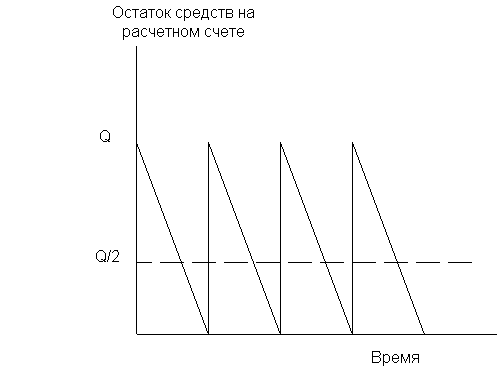 Остаток средств на
расчетном счете
Q
Q/2
Время